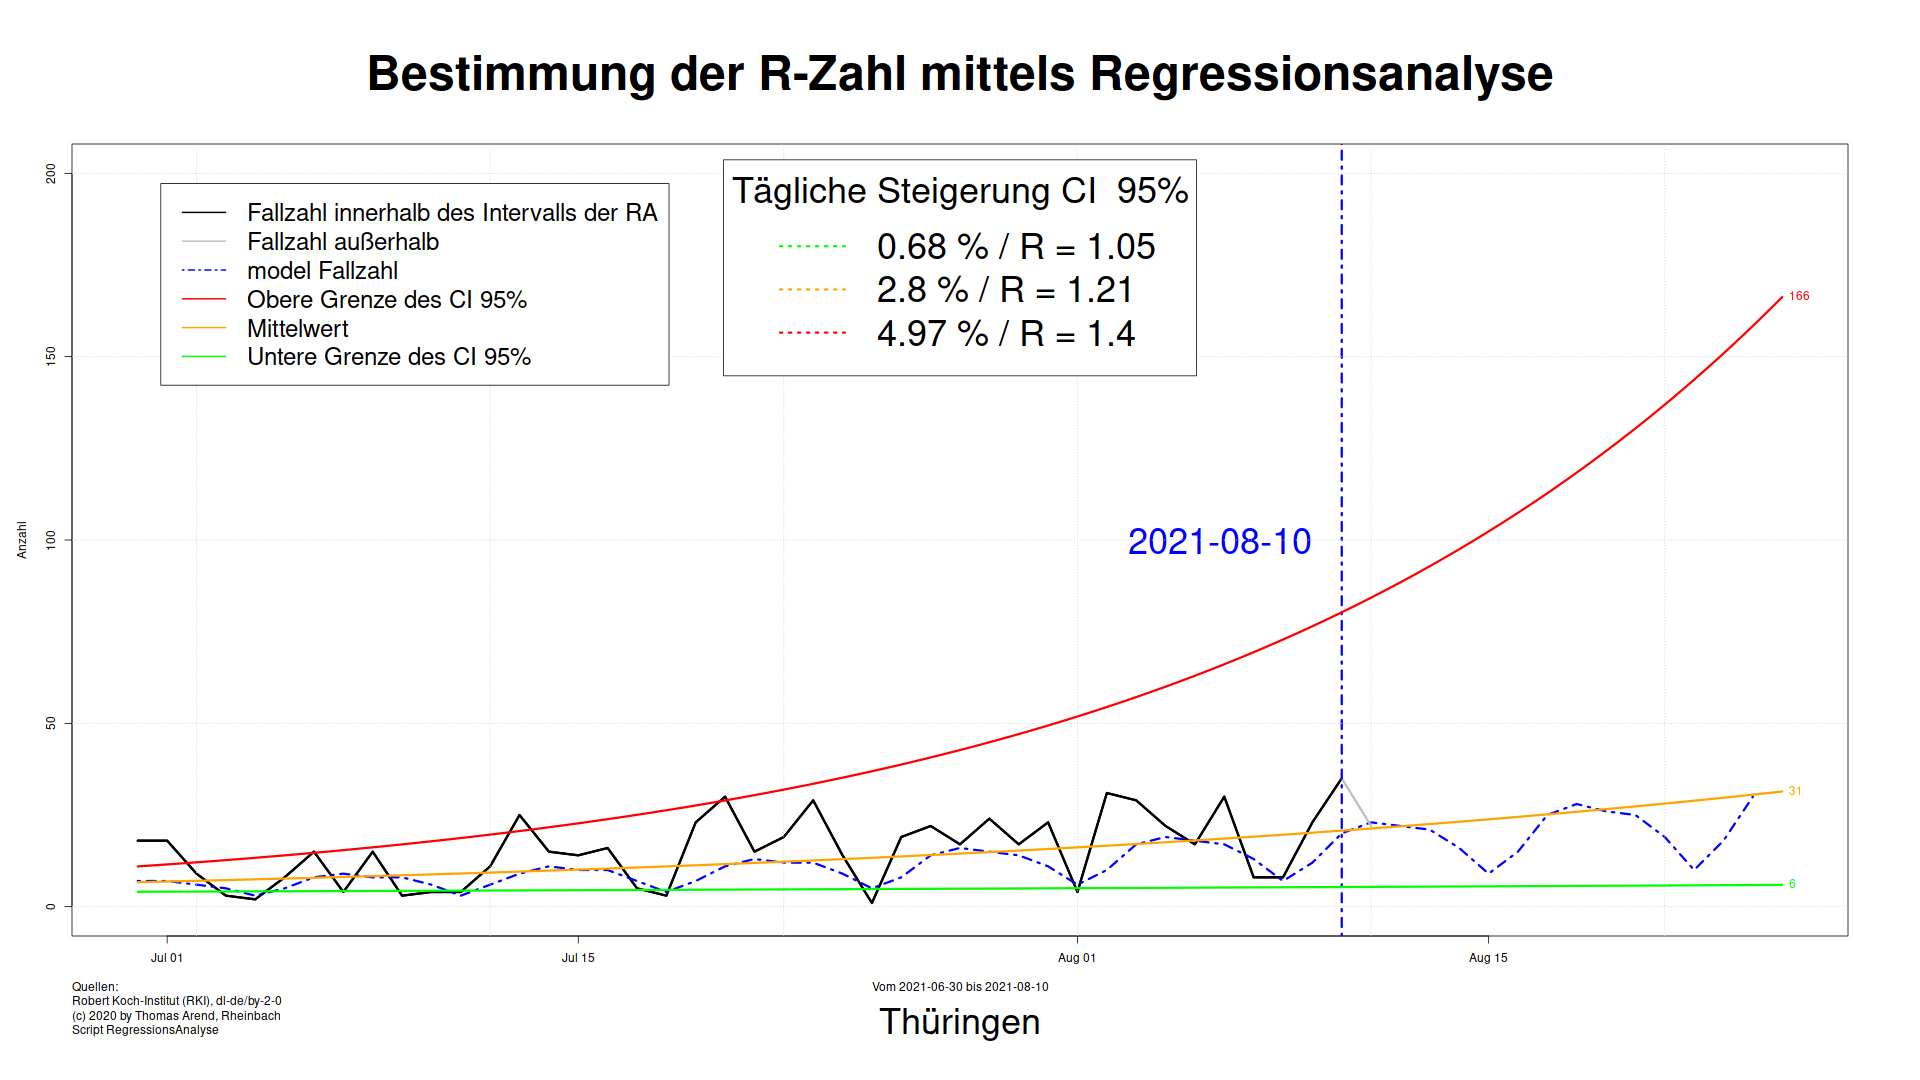 Bestimmung der R-Zahl mittels Regressionsanalyse
Fallzahl innerhalb des Intervalls der RA
Fallzahl außerhalb
model Fallzahl
Obere Grenze des CI 95%
Mittelwert
Untere Grenze des CI 95%
Tägliche Steigerung CI  95%
0.68 % / R = 1.05
2.8 % / R = 1.21
4.97 % / R = 1.4
200
150
100
50
0
Anzahl
2021-08-10
166
31
6
Jul 01
Jul 15
Aug 01
Aug 15
Quellen:
Robert Koch-Institut (RKI), dl-de/by-2-0
(c) 2020 by Thomas Arend, Rheinbach
Script RegressionsAnalyse
Vom 2021-06-30 bis 2021-08-10
Thüringen